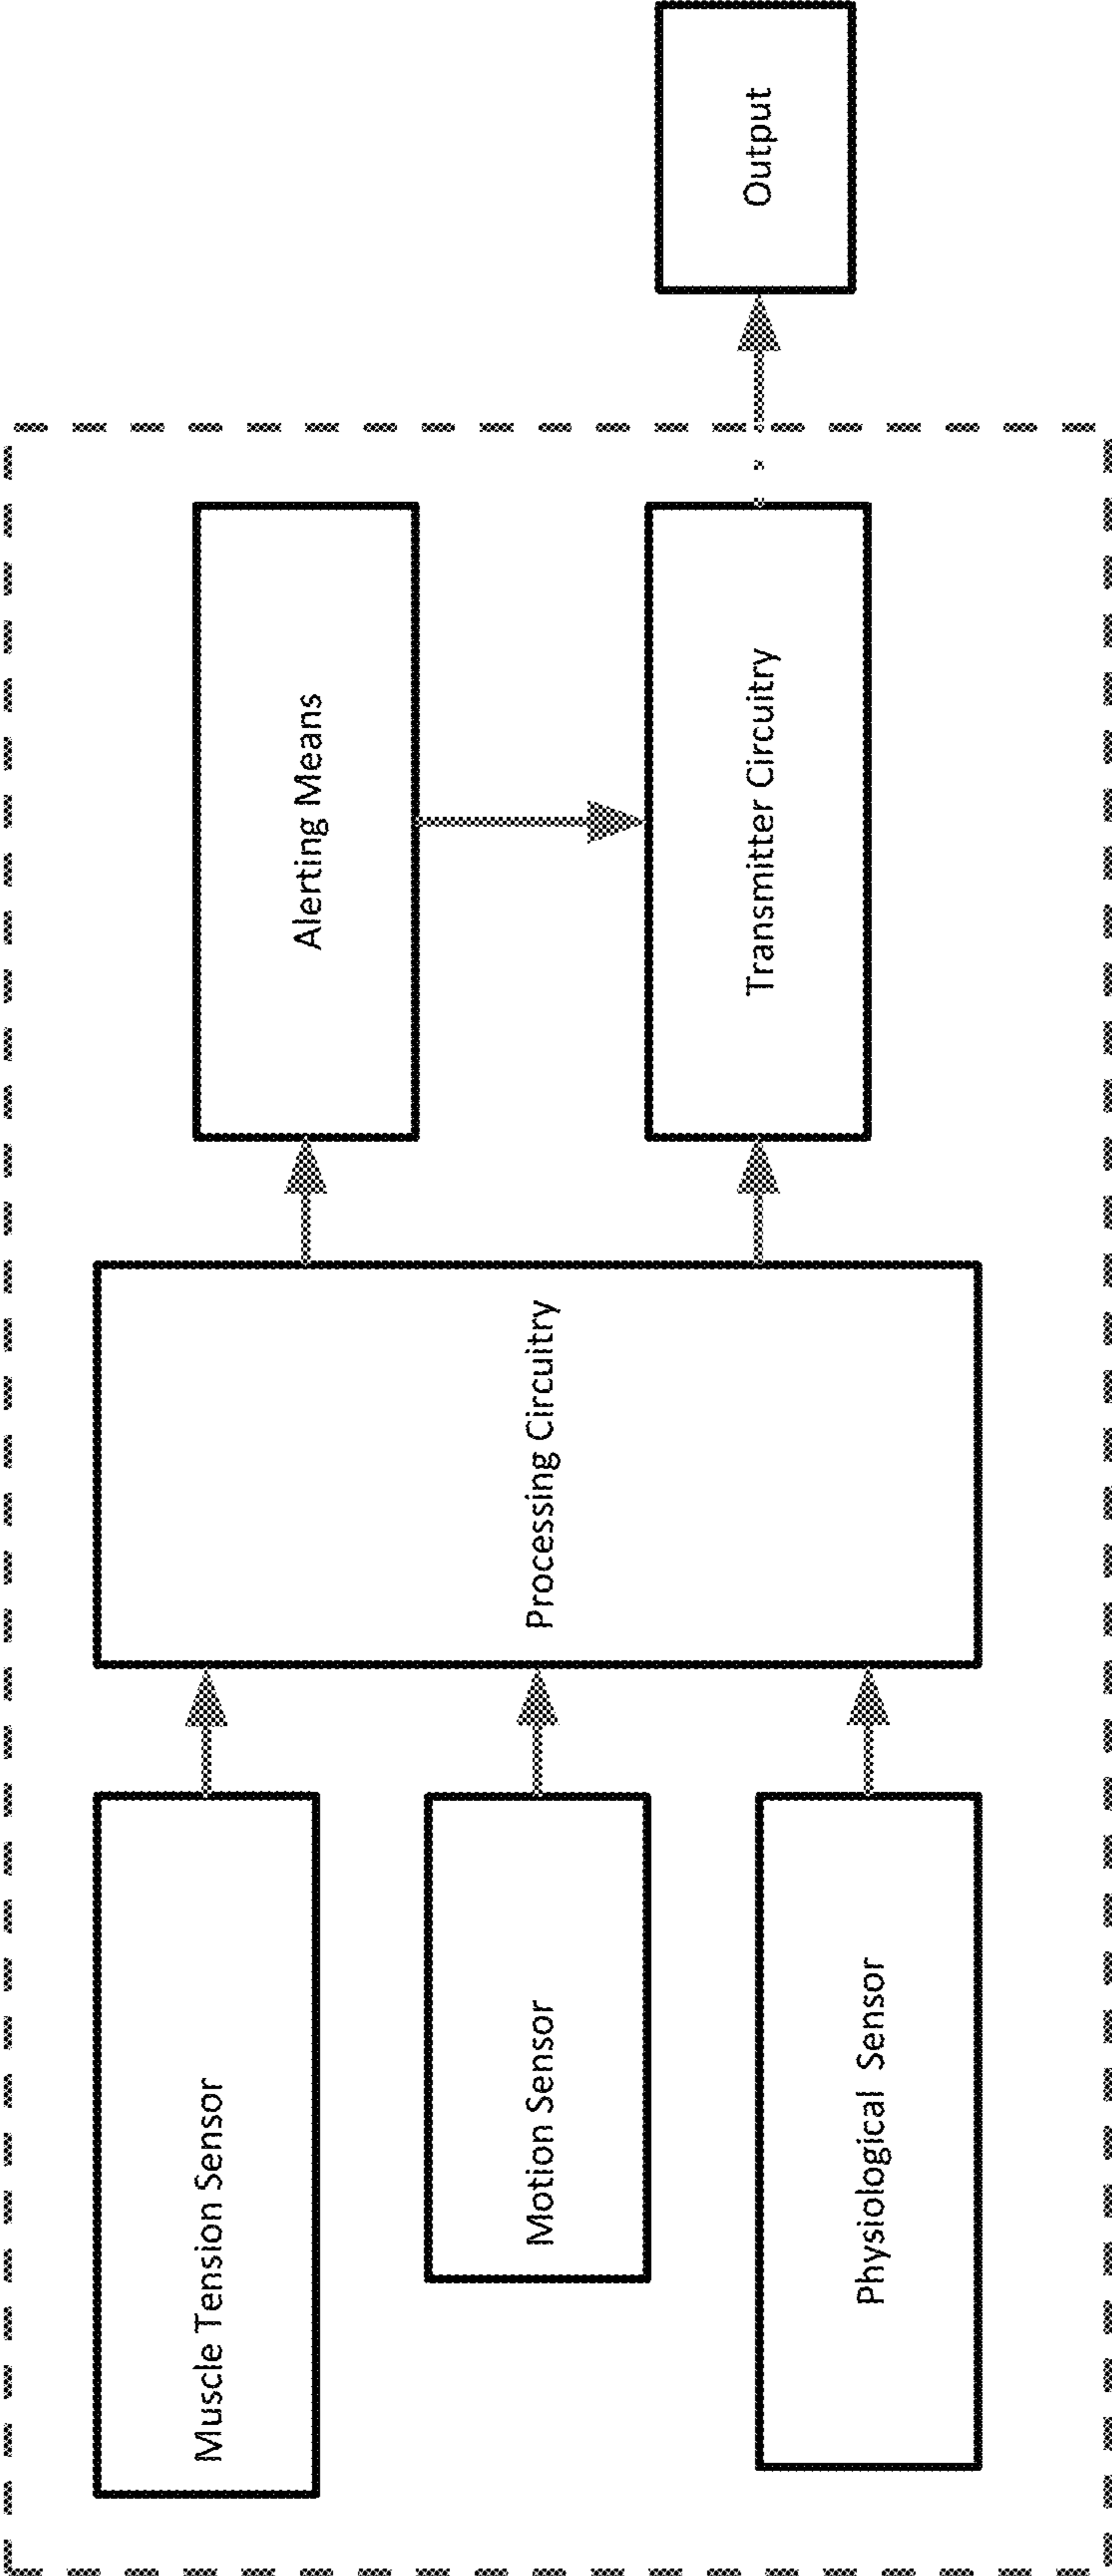 Muscle Tension Sensor
Motion Sensor
Physiological Sensor
Processing Circuitry
Alerting Means
Transmitter Circuitry
Output